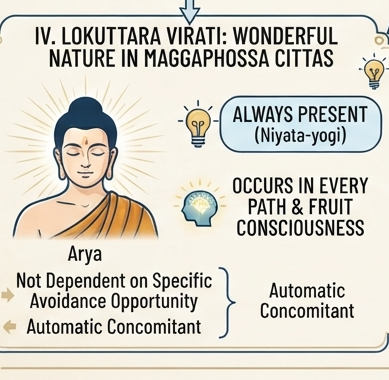 IV. LOKUTTARA VIRATI: WONDERFUL
NATURE IN MAGGAPHOSSA CITTAS
ALWAYS PRESENT
(Niyata-yogi)
OCCURS IN EVERY
PATH & FRUIT
CONSCIOUSNESS
Arya
Not Dependent on Specific
Avoidance Opportunity
Automatic Concomitant
Automatic
Concomitant